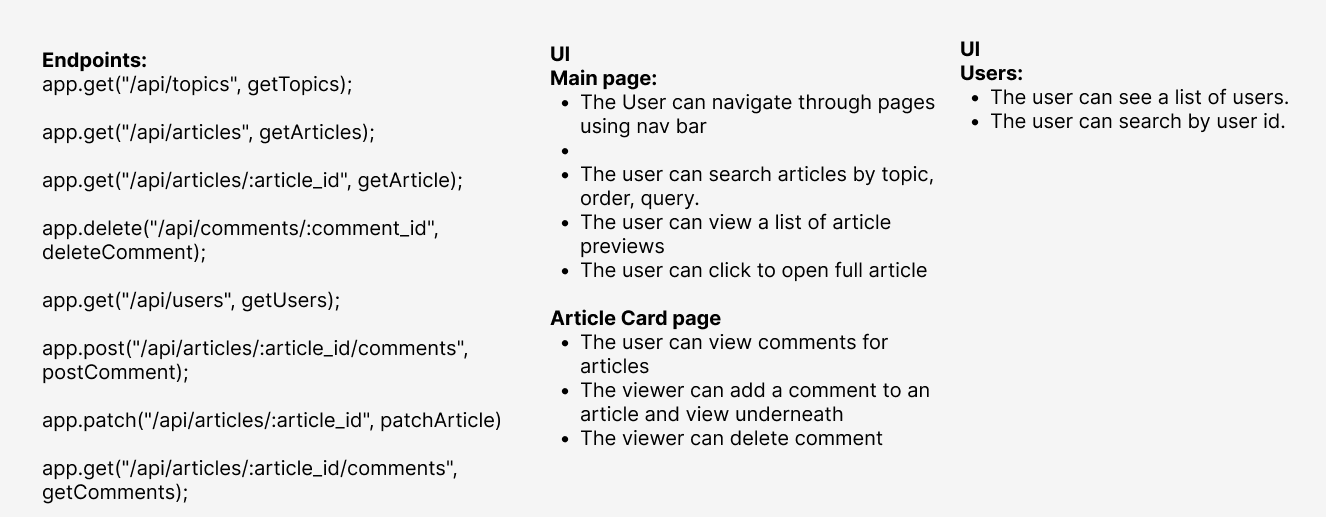 Endpoints:
app.get("/api/topics", getTopics);
app.get("/api/articles", getArticles);
app.get("/api/articles/:article_id", getArticle);
app.delete("/api/comments/:comment_id",
deleteComment);
app.get("/api/users", getUsers);
app.post("/api/articles/:article_id/comments",
postComment);
app.patch("/api/articles/:article_id", patchArticle)
app.get("/api/articles/:article_id/comments",
getComments);
UI
Main page:
• The User can navigate through pages
using nav bar
•
• The user can search articles by topic,
order, query.
• The user can view a list of article
previews
• The user can click to open full article
Article Card page
• The user can view comments for
articles
• The viewer can add a comment to an
article and view underneath
• The viewer can delete comment
UI
Users:
• The user can see a list of users.
• The user can search by user id.